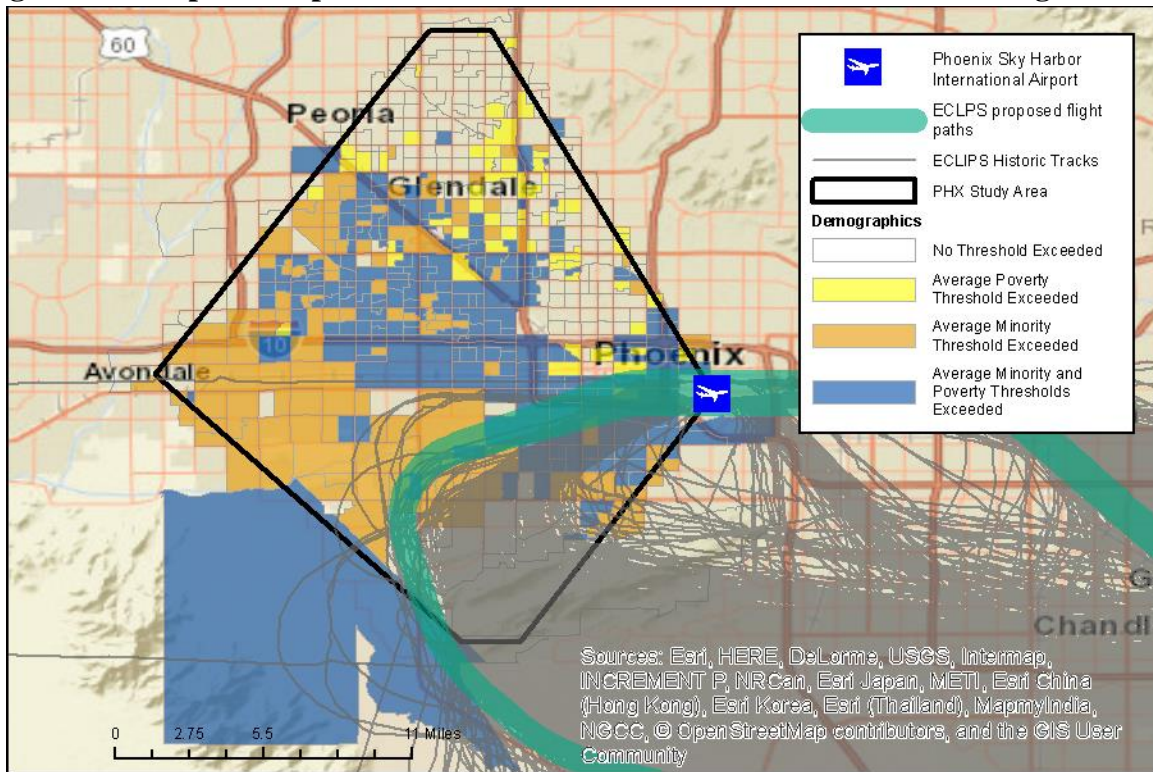 60
Peoria
Glendale
10
Avondale
Phoenix
Chandl
Phoenix Sky Harbor
International Airport
ECLPS proposed flight
paths
ECLIPS Historic Tracks
PHX Study Area
Demographics
No Threshold Exceeded
Average Poverty
Threshold Exceeded
Average Minority
Threshold Exceeded
Average Minority and
Poverty Thresholds
Exceeded
Sources: Esri, HERE, DeLorme, USGS, Intermap,
INCREMENT P, NRCan, Esri Japan, METI, Esri China
(Hong Kong), Esri Korea, Esri (Thailand), MapmyIndia,
NGCC, © OpenStreetMap contributors, and the GIS User
Community
0 2.75 5.5 11 Miles